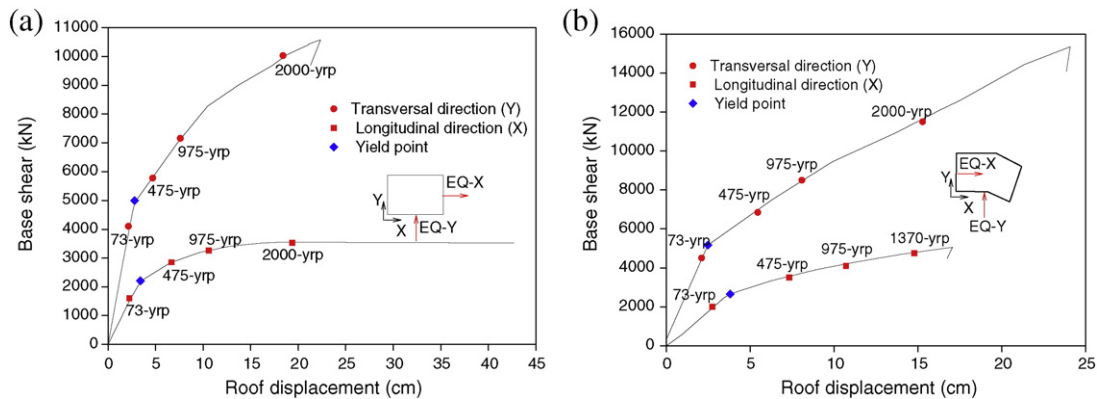 (a)
11000
10000
9000
8000
7000
6000
5000
4000
3000
2000
1000
0
Base shear (kN)
2000-yrp
975-yrp
475-yrp
73-yrp
975-yrp
2000-yrp
475-yrp
73-yrp
Transversal direction (Y)
Longitudinal direction (X)
Yield point
EQ-X
Y
X
EQ-Y
0 5 10 15 20 25 30 35 40 45
Roof displacement (cm)
(b)
16000
14000
12000
10000
8000
6000
4000
2000
0
Base shear (kN)
Transversal direction (Y)
Longitudinal direction (X)
Yield point
2000-yrp
975-yrp
475-yrp
73-yrp
1370-yrp
975-yrp
475-yrp
73-yrp
EQ-X
Y
X
EQ-Y
0 5 10 15 20 25
Roof displacement (cm)